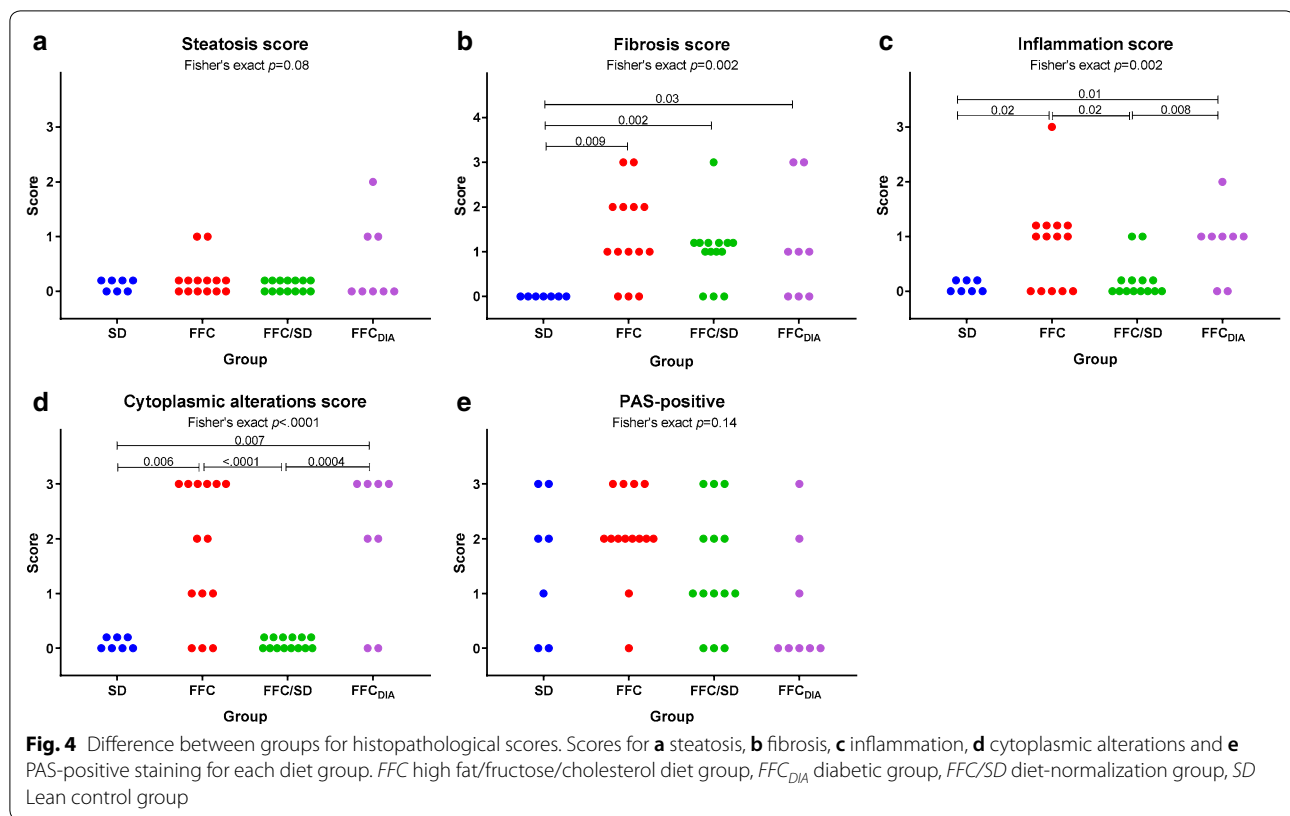 a
Steatosis score
Fisher's exact p=0.08
Score
3
2
1
0
SD FFC FFC/SD FFCDIA
Group
b
Fibrosis score
Fisher's exact p=0.002
Score
4
3
2
1
0
0.03
0.002
0.009
SD FFC FFC/SD FFCDIA
Group
c
Inflammation score
Fisher's exact p=0.002
Score
3
2
1
0
0.01
0.02 0.02 0.008
SD FFC FFC/SD FFCDIA
Group
d
Cytoplasmic alterations score
Fisher's exact p<.0001
Score
3
2
1
0
0.007
0.006 <.0001 0.0004
SD FFC FFC/SD FFCDIA
Group
e
PAS-positive
Fisher's exact p=0.14
Score
3
2
1
0
SD FFC FFC/SD FFCDIA
Group
Fig. 4 Difference between groups for histopathological scores. Scores for a steatosis, b fibrosis, c inflammation, d cytoplasmic alterations and e
PAS-positive staining for each diet group. FFC high fat/fructose/cholesterol diet group, FFCDIA diabetic group, FFC/SD diet-normalization group, SD
Lean control group